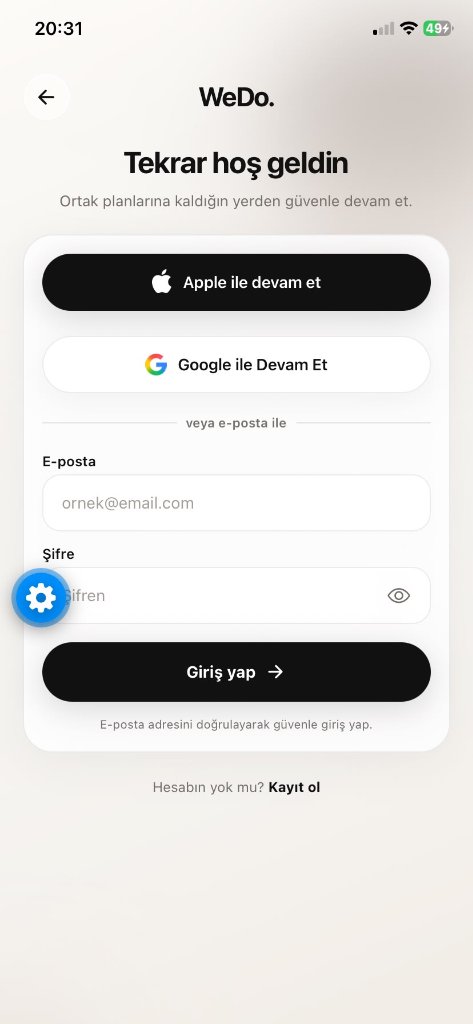 20:31
49
WeDo.
Tekrar hoş geldin
Ortak planlarına kaldığın yerden güvenle devam et.
Apple ile devam et
Google ile Devam Et
veya e-posta ile
E-posta
ornek@email.com
Şifre
Şifren
Giriş yap
E-posta adresini doğrulayarak güvenle giriş yap.
Hesabın yok mu? Kayıt ol